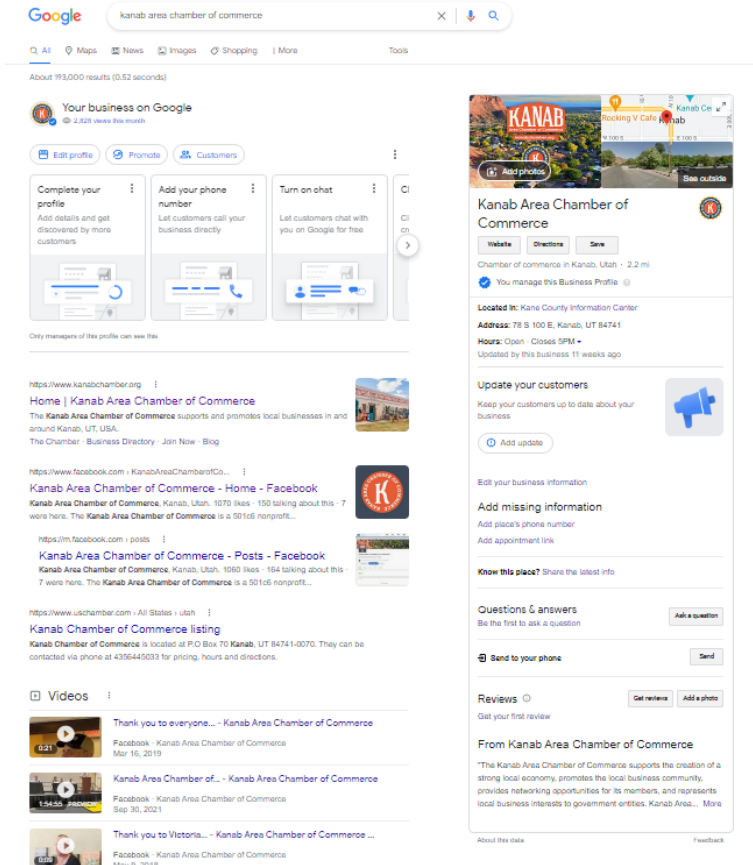 Google
kanab area chamber of commerce
All
Maps
News
Images
Shopping
More
Tools
About 193,000 results (0.52 seconds)
Your business on Google
2,828 views this month
Edit profile
Promote
Customers
Complete your
profile
Add details and get
discovered by more
customers
Add your phone
number
Let customers call your
business directly
Turn on chat
Let customers chat with
you on Google for free
Only managers of this profile can see this
https://www.kanabchamber.org
Home | Kanab Area Chamber of Commerce
The Kanab Area Chamber of Commerce supports and promotes local businesses in and
around Kanab, UT, USA.
The Chamber · Business Directory · Join Now · Blog
https://www.facebook.com › KanabAreaChamberofCo...
Kanab Area Chamber of Commerce - Home - Facebook
Kanab Area Chamber of Commerce, Kanab, Utah. 1070 likes · 150 talking about this · 7
were here. The Kanab Area Chamber of Commerce is a 501c6 nonprofit...
https://m.facebook.com › posts
Kanab Area Chamber of Commerce - Posts - Facebook
Kanab Area Chamber of Commerce, Kanab, Utah. 1060 likes · 164 talking about this ·
7 were here. The Kanab Area Chamber of Commerce is a 501c6 nonprofit...
https://www.uschamber.com › All States › utah
Kanab Chamber of Commerce listing
Kanab Chamber of Commerce is located at P.O Box 70 Kanab, UT 84741-0070. They can be
contacted via phone at 4356445033 for pricing, hours and directions.
Videos
Thank you to everyone... - Kanab Area Chamber of Commerce
0:21
Facebook · Kanab Area Chamber of Commerce
Mar 16, 2019
Kanab Area Chamber of... - Kanab Area Chamber of Commerce
1:54:55 PREVIEW
Facebook · Kanab Area Chamber of Commerce
Sep 30, 2021
Thank you to Victoria... - Kanab Area Chamber of Commerce ...
0:09
Facebook · Kanab Area Chamber of Commerce
KANAB
Rocking V Cafe
Kanab Ce
E 100 S
Add photos
See outside
Kanab Area Chamber of
Commerce
Website
Directions
Save
Chamber of commerce in Kanab, Utah · 2.2 mi
You manage this Business Profile
Located in: Kane County Information Center
Address: 78 S 100 E, Kanab, UT 84741
Hours: Open · Closes 5PM
Updated by this business 11 weeks ago
Update your customers
Keep your customers up to date about your
business
Add update
Edit your business information
Add missing information
Add place's phone number
Add appointment link
Know this place? Share the latest info
Questions & answers
Be the first to ask a question
Ask a question
Send to your phone
Send
Reviews
Get reviews
Add a photo
Get your first review
From Kanab Area Chamber of Commerce
"The Kanab Area Chamber of Commerce supports the creation of a
strong local economy, promotes the local business community,
provides networking opportunities for its members, and represents
local business interests to government entities. Kanab Area... More
About this data
Feedback